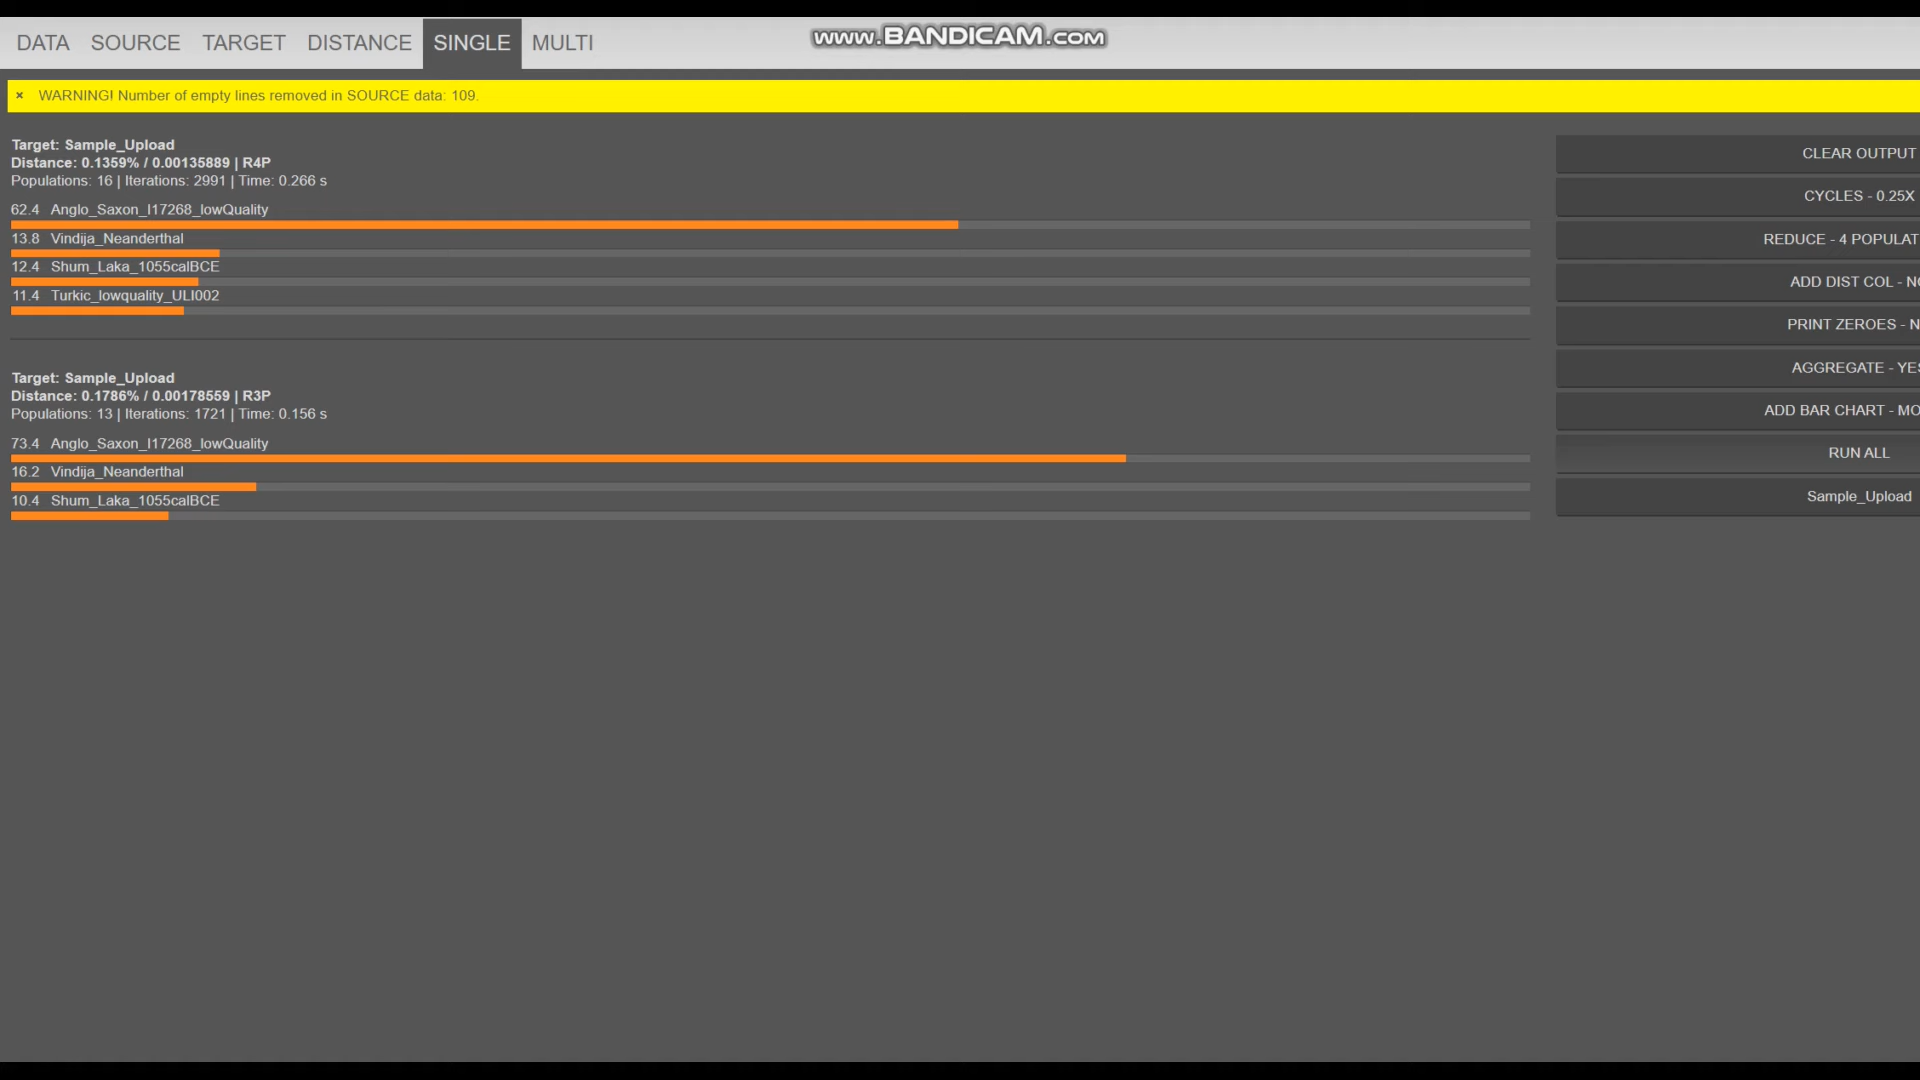 DATA SOURCE TARGET DISTANCE SINGLE MULTI
www.BANDICAM.com
× WARNING! Number of empty lines removed in SOURCE data: 109.
Target: Sample_Upload
Distance: 0.1359% / 0.00135889 | R4P
Populations: 16 | Iterations: 2991 | Time: 0.266 s
62.4 Anglo_Saxon_I17268_lowQuality
13.8 Vindija_Neanderthal
12.4 Shum_Laka_1055calBCE
11.4 Turkic_lowquality_ULI002
Target: Sample_Upload
Distance: 0.1786% / 0.00178559 | R3P
Populations: 13 | Iterations: 1721 | Time: 0.156 s
73.4 Anglo_Saxon_I17268_lowQuality
16.2 Vindija_Neanderthal
10.4 Shum_Laka_1055calBCE
CLEAR OUTPUT
CYCLES - 0.25X
REDUCE - 4 POPULAT
ADD DIST COL - NO
PRINT ZEROES - N
AGGREGATE - YES
ADD BAR CHART - MO
RUN ALL
Sample_Upload